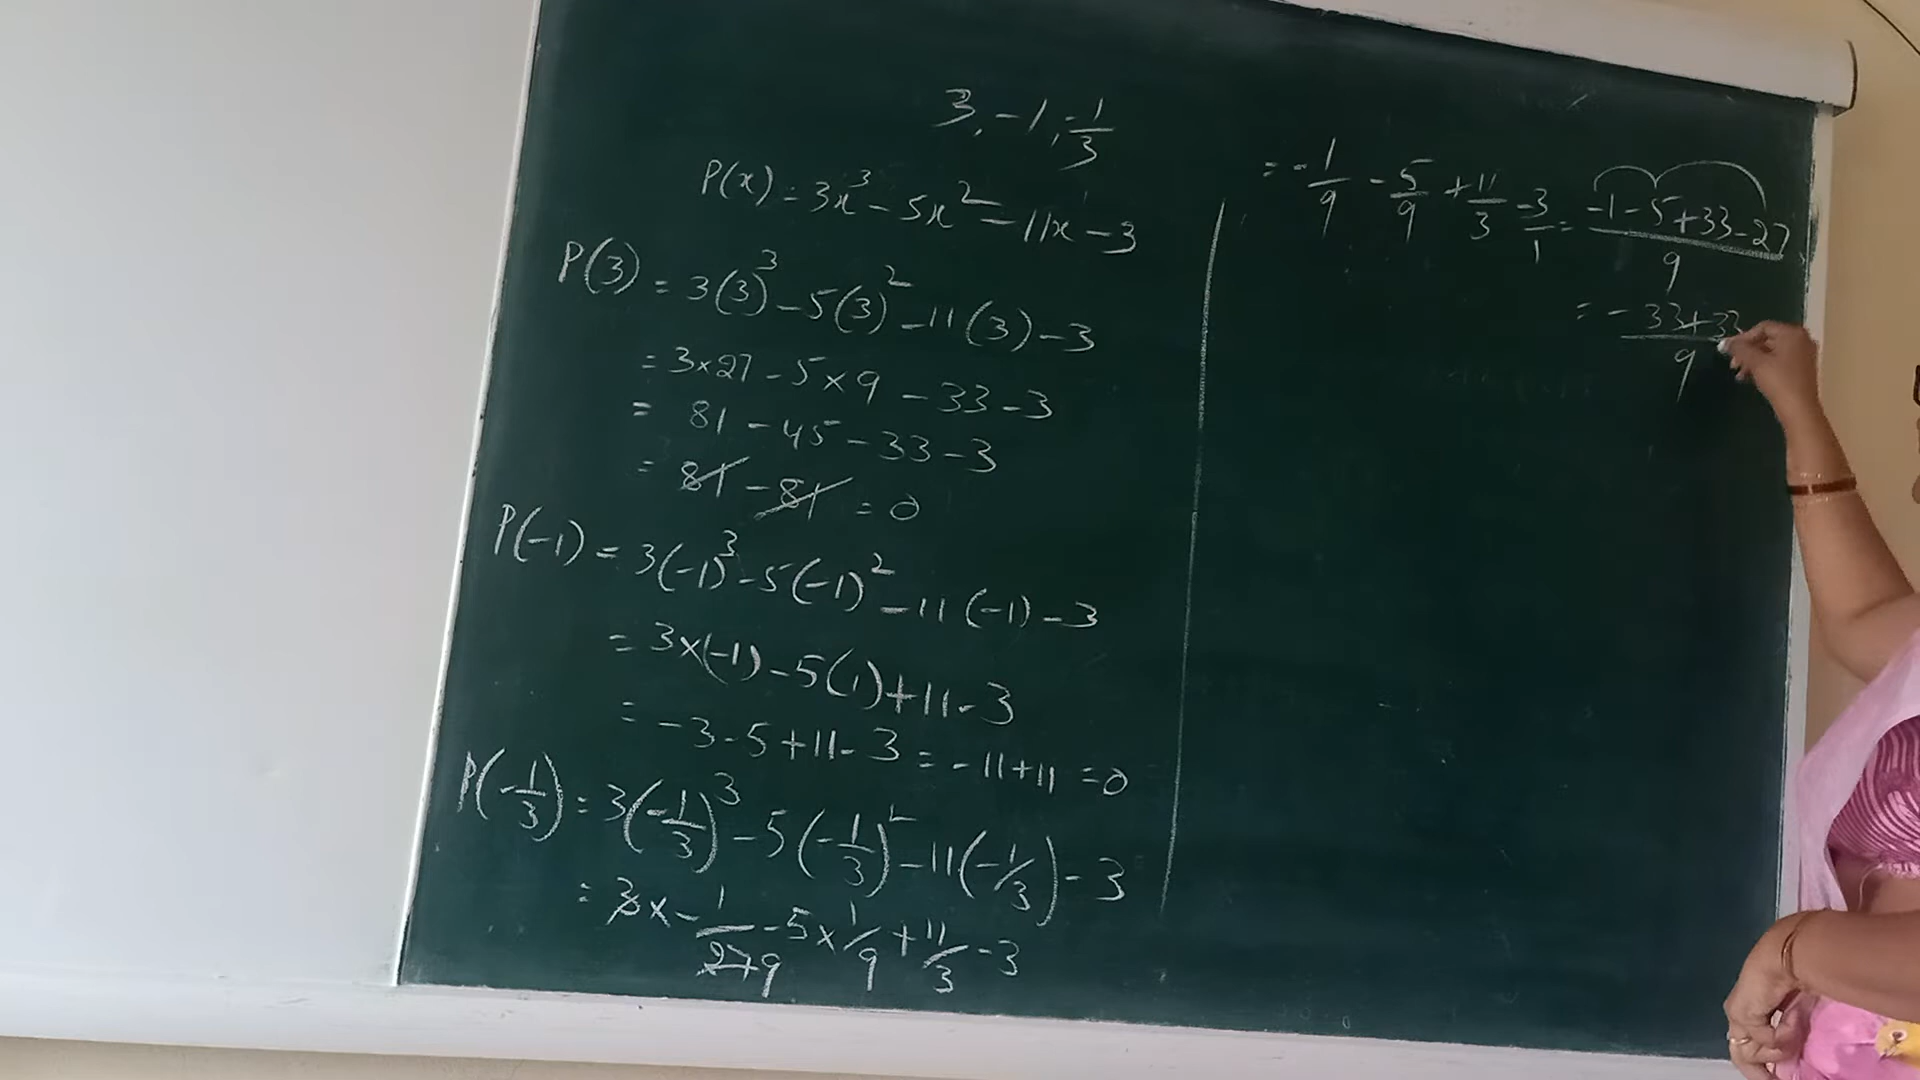 3, -1, -1/3
P(x) = 3x³ - 5x² - 11x - 3
P(3) = 3(3)³ - 5(3)² - 11(3) - 3
= 3×27 - 5×9 - 33 - 3
= 81 - 45 - 33 - 3
= 81 - 81 = 0
P(-1) = 3(-1)³ - 5(-1)² - 11(-1) - 3
= 3×(-1) - 5(1) + 11 - 3
= -3 - 5 + 11 - 3 = -11 + 11 = 0
P(-1/3) = 3(-1/3)³ - 5(-1/3)² - 11(-1/3) - 3
= 3× -1/27 9 - 5×1/9 + 11/3 - 3
= -1/9 - 5/9 + 11/3 - 3/1 = -1-5+33-27/9
= -33+33/9